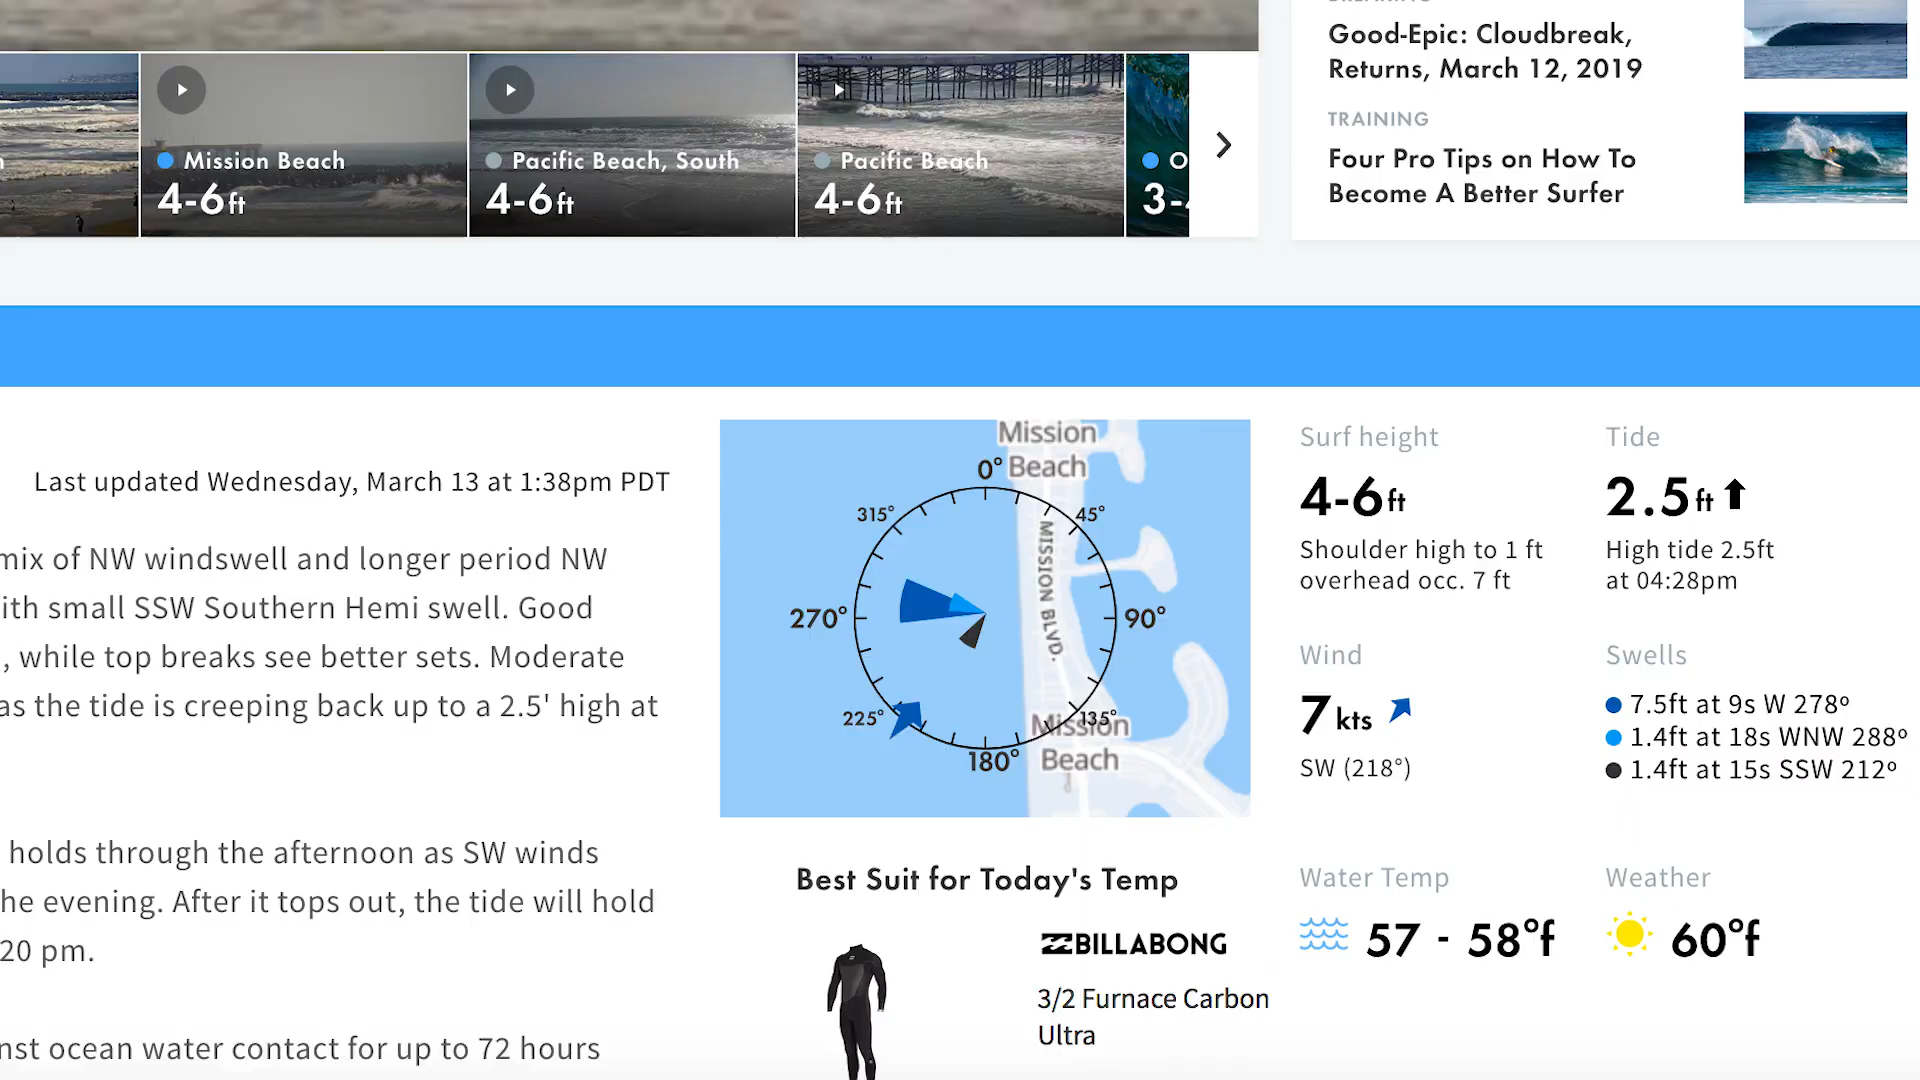 Good-Epic: Cloudbreak,
Returns, March 12, 2019
TRAINING
Four Pro Tips on How To
Become A Better Surfer
Mission Beach
4-6ft
Pacific Beach, South
4-6ft
Pacific Beach
4-6ft
O
3-
Last updated Wednesday, March 13 at 1:38pm PDT
mix of NW windswell and longer period NW
ith small SSW Southern Hemi swell. Good
, while top breaks see better sets. Moderate
as the tide is creeping back up to a 2.5' high at
holds through the afternoon as SW winds
he evening. After it tops out, the tide will hold
20 pm.
nst ocean water contact for up to 72 hours
Mission
Beach
0°
45°
90°
135°
180°
225°
270°
315°
MISSION BLVD.
Mission
Beach
Best Suit for Today's Temp
BILLABONG
3/2 Furnace Carbon
Ultra
Surf height
4-6ft
Shoulder high to 1 ft
overhead occ. 7 ft
Tide
2.5ft
High tide 2.5ft
at 04:28pm
Wind
7kts
SW (218°)
Swells
7.5ft at 9s W 278º
1.4ft at 18s WNW 288º
1.4ft at 15s SSW 212º
Water Temp
57 - 58ºf
Weather
60ºf